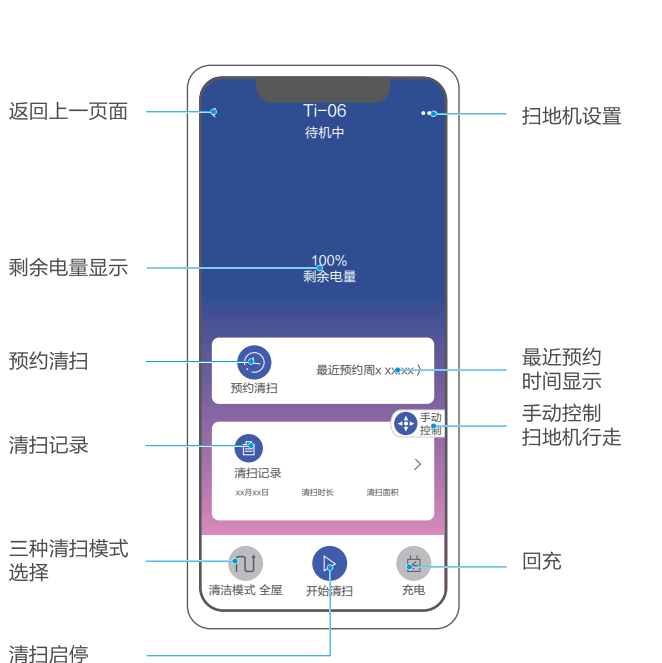 返回上一页面
Ti-06
扫地机设置
待机中
100%
剩余电量显示
剩余电量
预约清扫
最近预约周x xx:xx
预约清扫
最近预约
时间显示
手动
控制
手动控制
扫地机行走
清扫记录
清扫记录
xx月xx日 清扫时长 清扫面积
三种清扫模式
选择
回充
清洁模式 全屋 开始清扫 充电
清扫启停